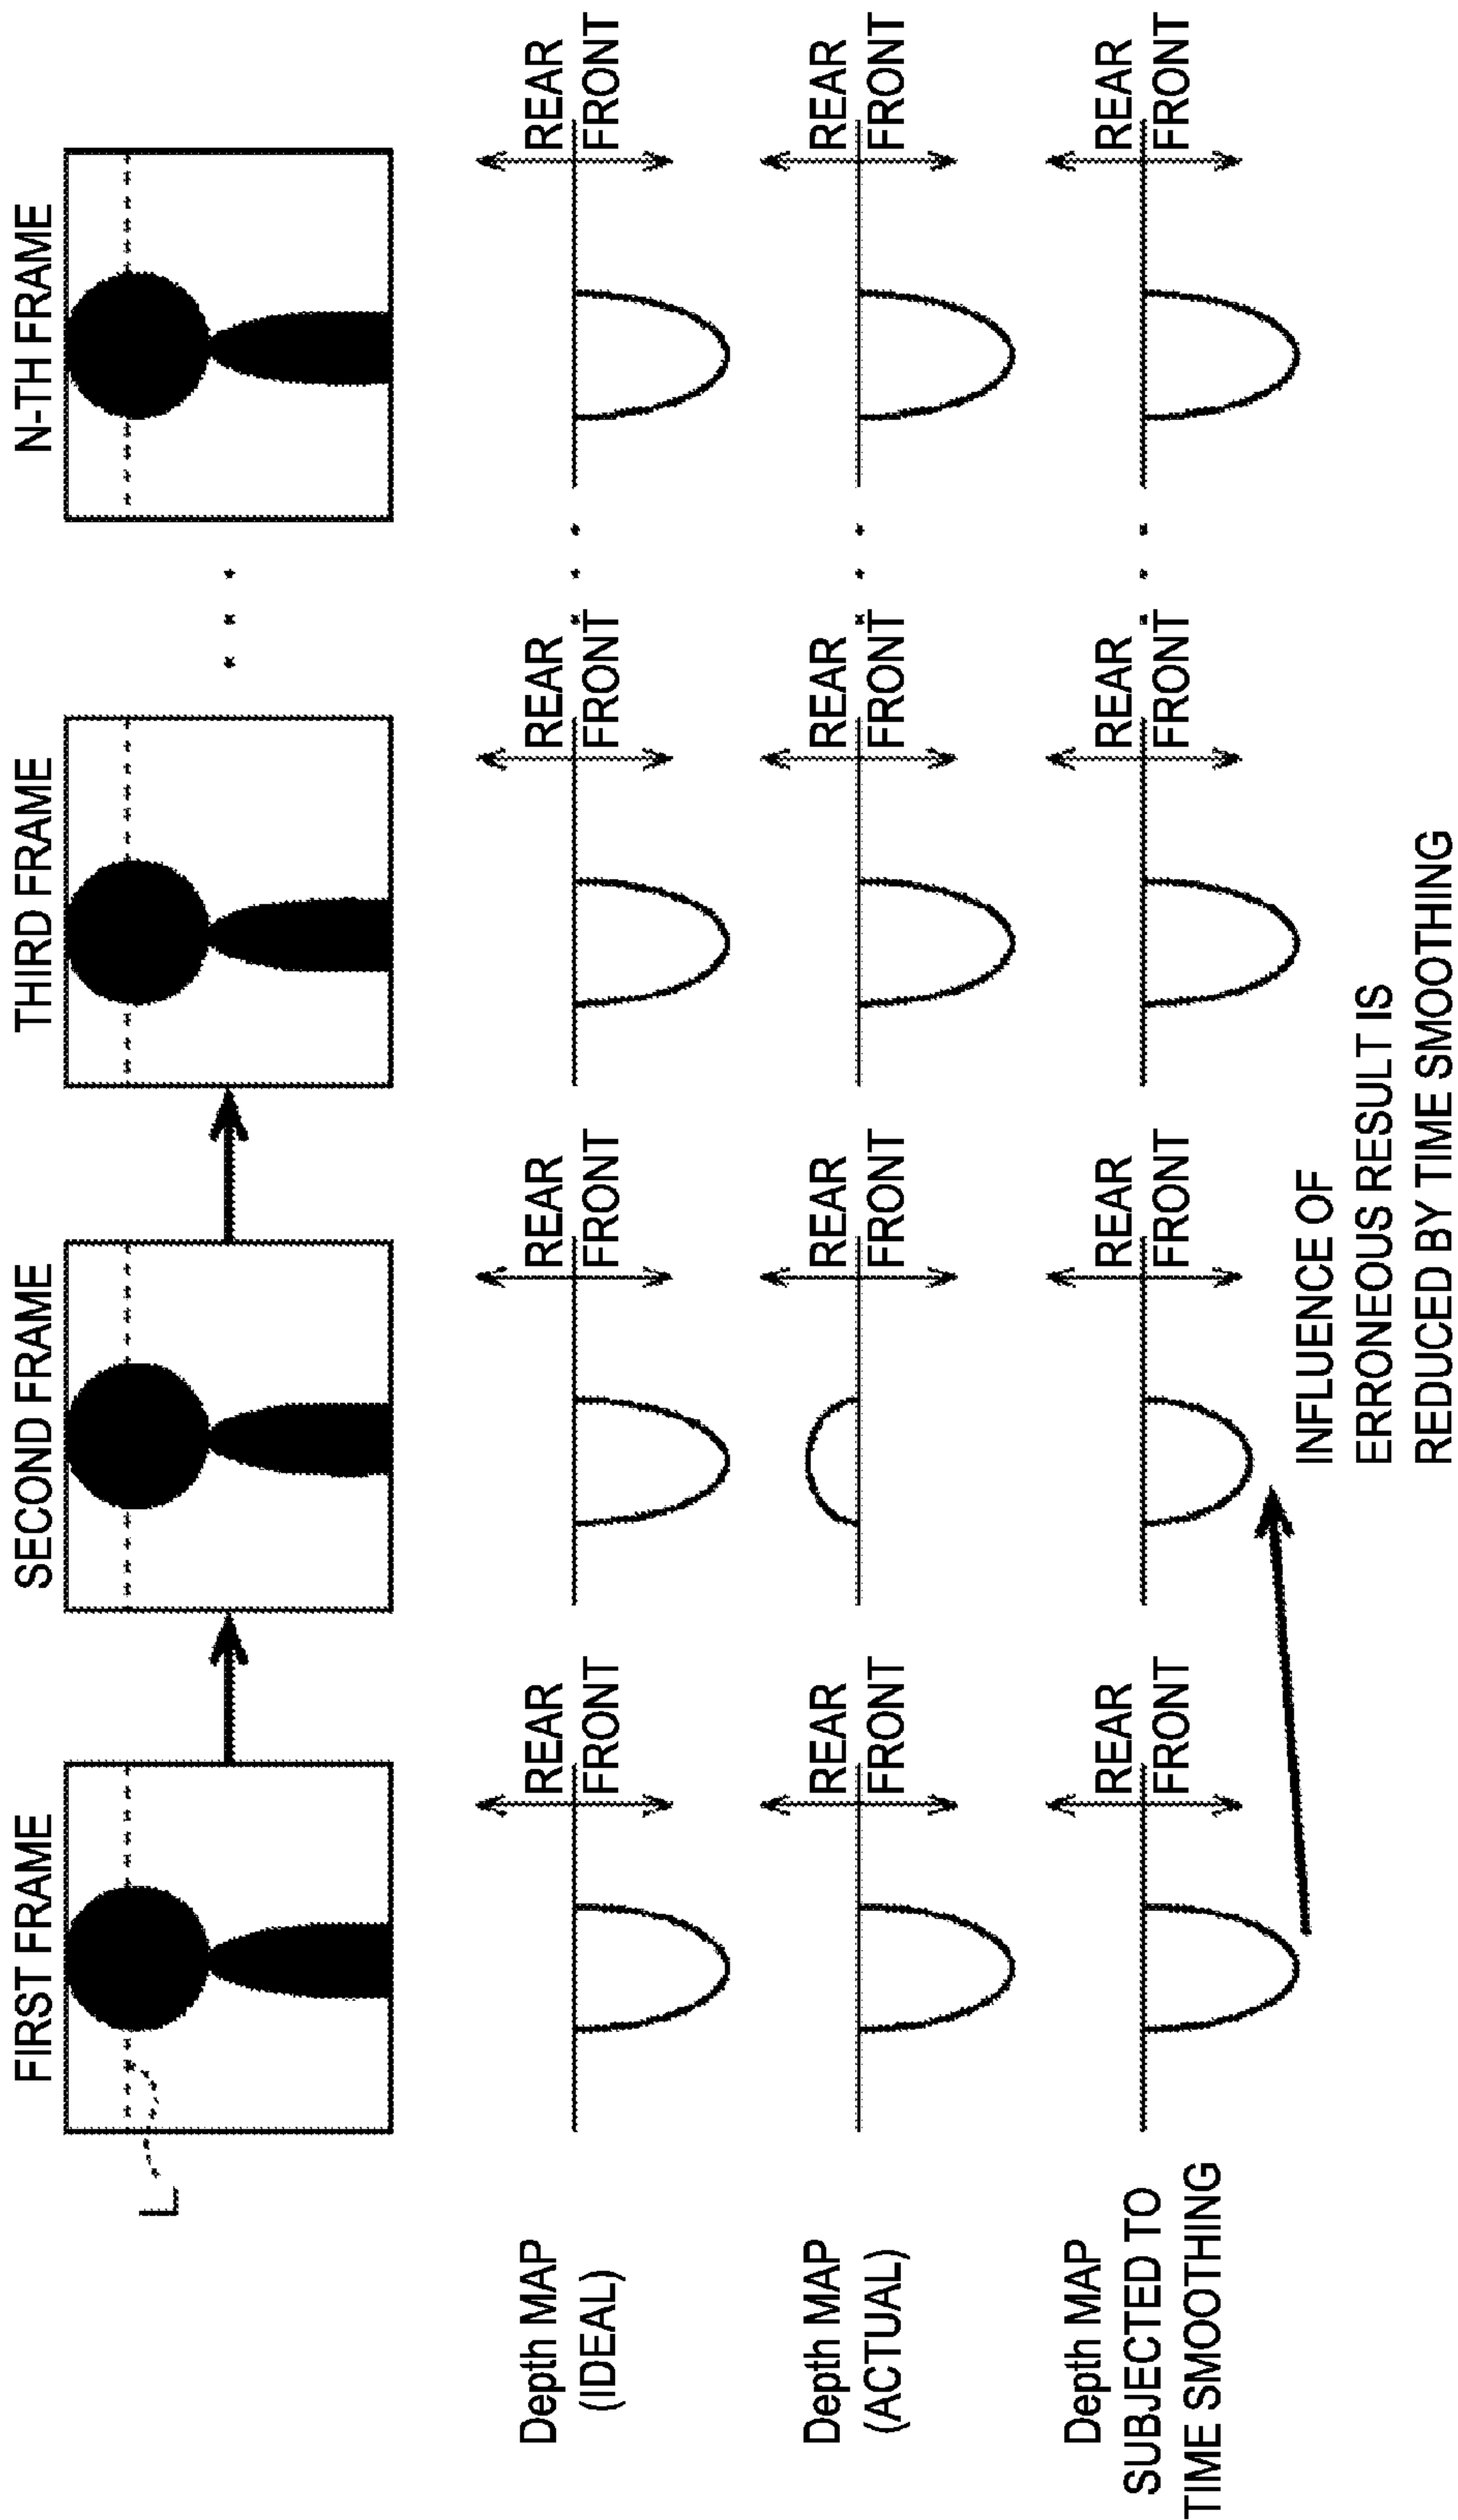 FIRST FRAME
SECOND FRAME
THIRD FRAME
N-TH FRAME
L
Depth MAP
(IDEAL)
REAR
FRONT
REAR
FRONT
REAR
FRONT
REAR
FRONT
Depth MAP
(ACTUAL)
REAR
FRONT
REAR
FRONT
REAR
FRONT
REAR
FRONT
Depth MAP
SUBJECTED TO
TIME SMOOTHING
REAR
FRONT
REAR
FRONT
REAR
FRONT
REAR
FRONT
INFLUENCE OF
ERRONEOUS RESULT IS
REDUCED BY TIME SMOOTHING